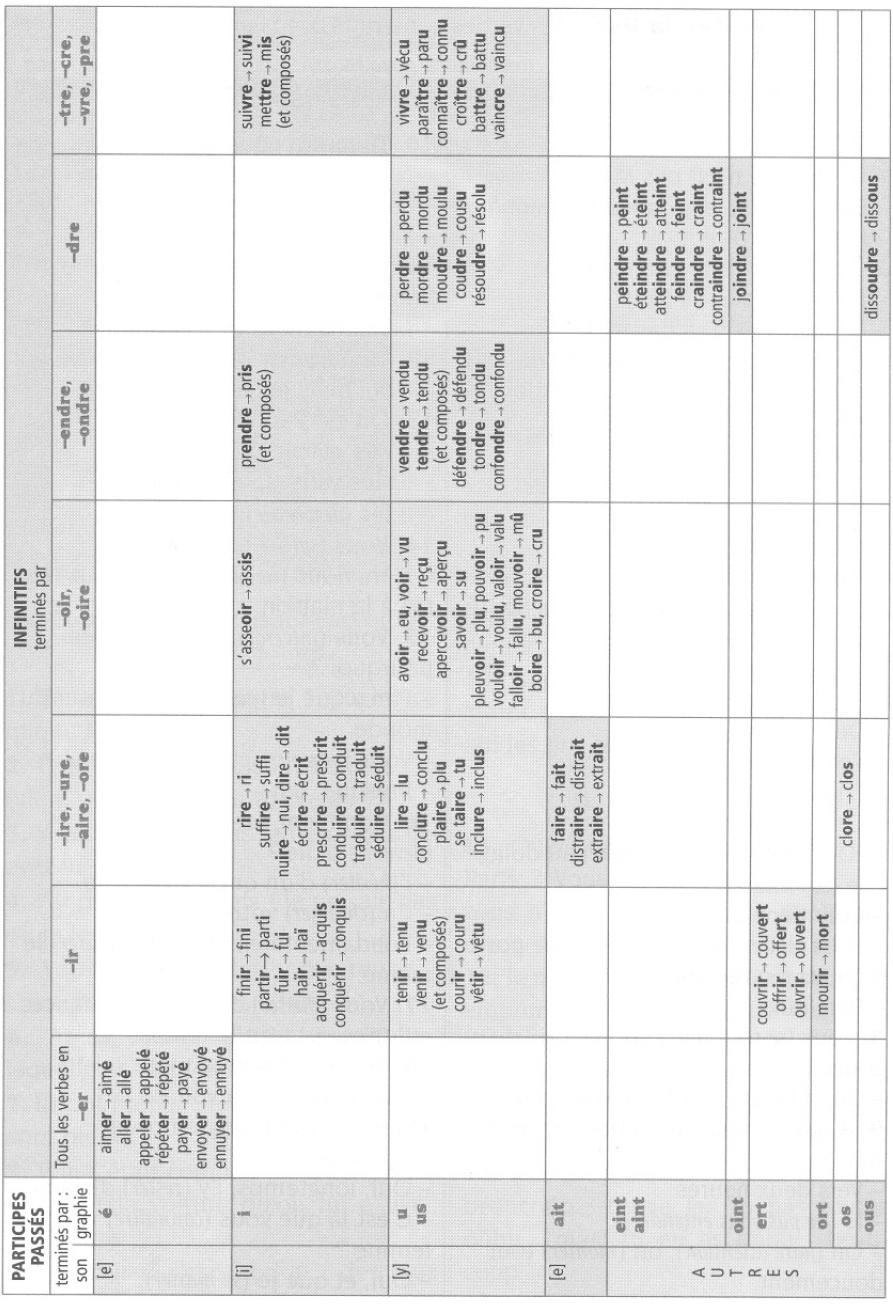 PARTICIPES
PASSÉS
INFINITIFS
terminés par
terminés par :
son
graphie
Tous les verbes en
–er
–ir
–ire, –ure,
–aire, –ore
–oir,
–oire
–endre,
–ondre
–dre
–tre, –cre,
–vre, –pre
[e]
é
aimer → aimé
aller → allé
appeler → appelé
répéter → répété
payer → payé
envoyer → envoyé
ennuyer → ennuyé
[i]
i
finir → fini
partir → parti
fuir → fui
haïr → haï
acquérir → acquis
conquérir → conquis
rire → ri
suffire → suffi
nuire → nui, dire → dit
écrire → écrit
prescrire → prescrit
conduire → conduit
traduire → traduit
séduire → séduit
s'asseoir → assis
prendre → pris
(et composés)
suivre → suivi
mettre → mis
(et composés)
[y]
u
us
tenir → tenu
venir → venu
(et composés)
courir → couru
vêtir → vêtu
lire → lu
conclure → conclu
plaire → plu
se taire → tu
inclure → inclus
avoir → eu, voir → vu
recevoir → reçu
apercevoir → aperçu
savoir → su
pleuvoir → plu, pouvoir → pu
vouloir → voulu, valoir → valu
falloir → fallu, mouvoir → mû
boire → bu, croire → cru
vendre → vendu
tendre → tendu
(et composés)
défendre → défendu
tondre → tondu
confondre → confondu
perdre → perdu
mordre → mordu
moudre → moulu
coudre → cousu
résoudre → résolu
vivre → vécu
paraître → paru
connaître → connu
croître → crû
battre → battu
vaincre → vaincu
[e]
ait
faire → fait
distraire → distrait
extraire → extrait
A
U
T
R
E
S
eint
aint
peindre → peint
éteindre → éteint
atteindre → atteint
feindre → feint
craindre → craint
contraindre → contraint
oint
joindre → joint
ert
couvrir → couvert
offrir → offert
ouvrir → ouvert
ort
mourir → mort
os
clore → clos
ous
dissoudre → dissous